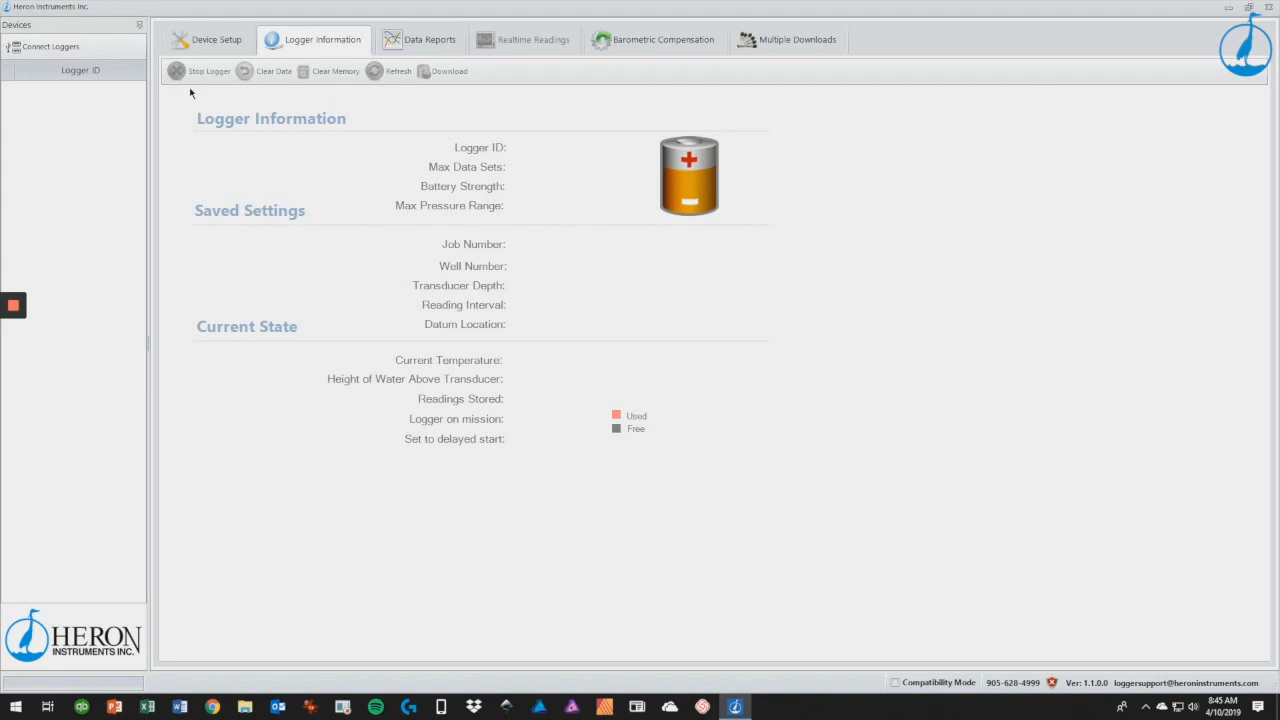 Heron Instruments Inc.
Devices
Connect Loggers
Logger ID
Device Setup
Logger Information
Data Reports
Realtime Readings
Barometric Compensation
Multiple Downloads
Stop Logger
Clear Data
Clear Memory
Refresh
Download
Logger Information
Logger ID:
Max Data Sets:
Battery Strength:
Max Pressure Range:
Saved Settings
Job Number:
Well Number:
Transducer Depth:
Reading Interval:
Datum Location:
Current State
Current Temperature:
Height of Water Above Transducer:
Readings Stored:
Logger on mission:
Set to delayed start:
Used
Free
HERON
INSTRUMENTS INC.
Compatibility Mode
905-628-4999
Ver: 1.1.0.0
loggersupport@heroninstruments.com
8:45 AM
4/10/2019